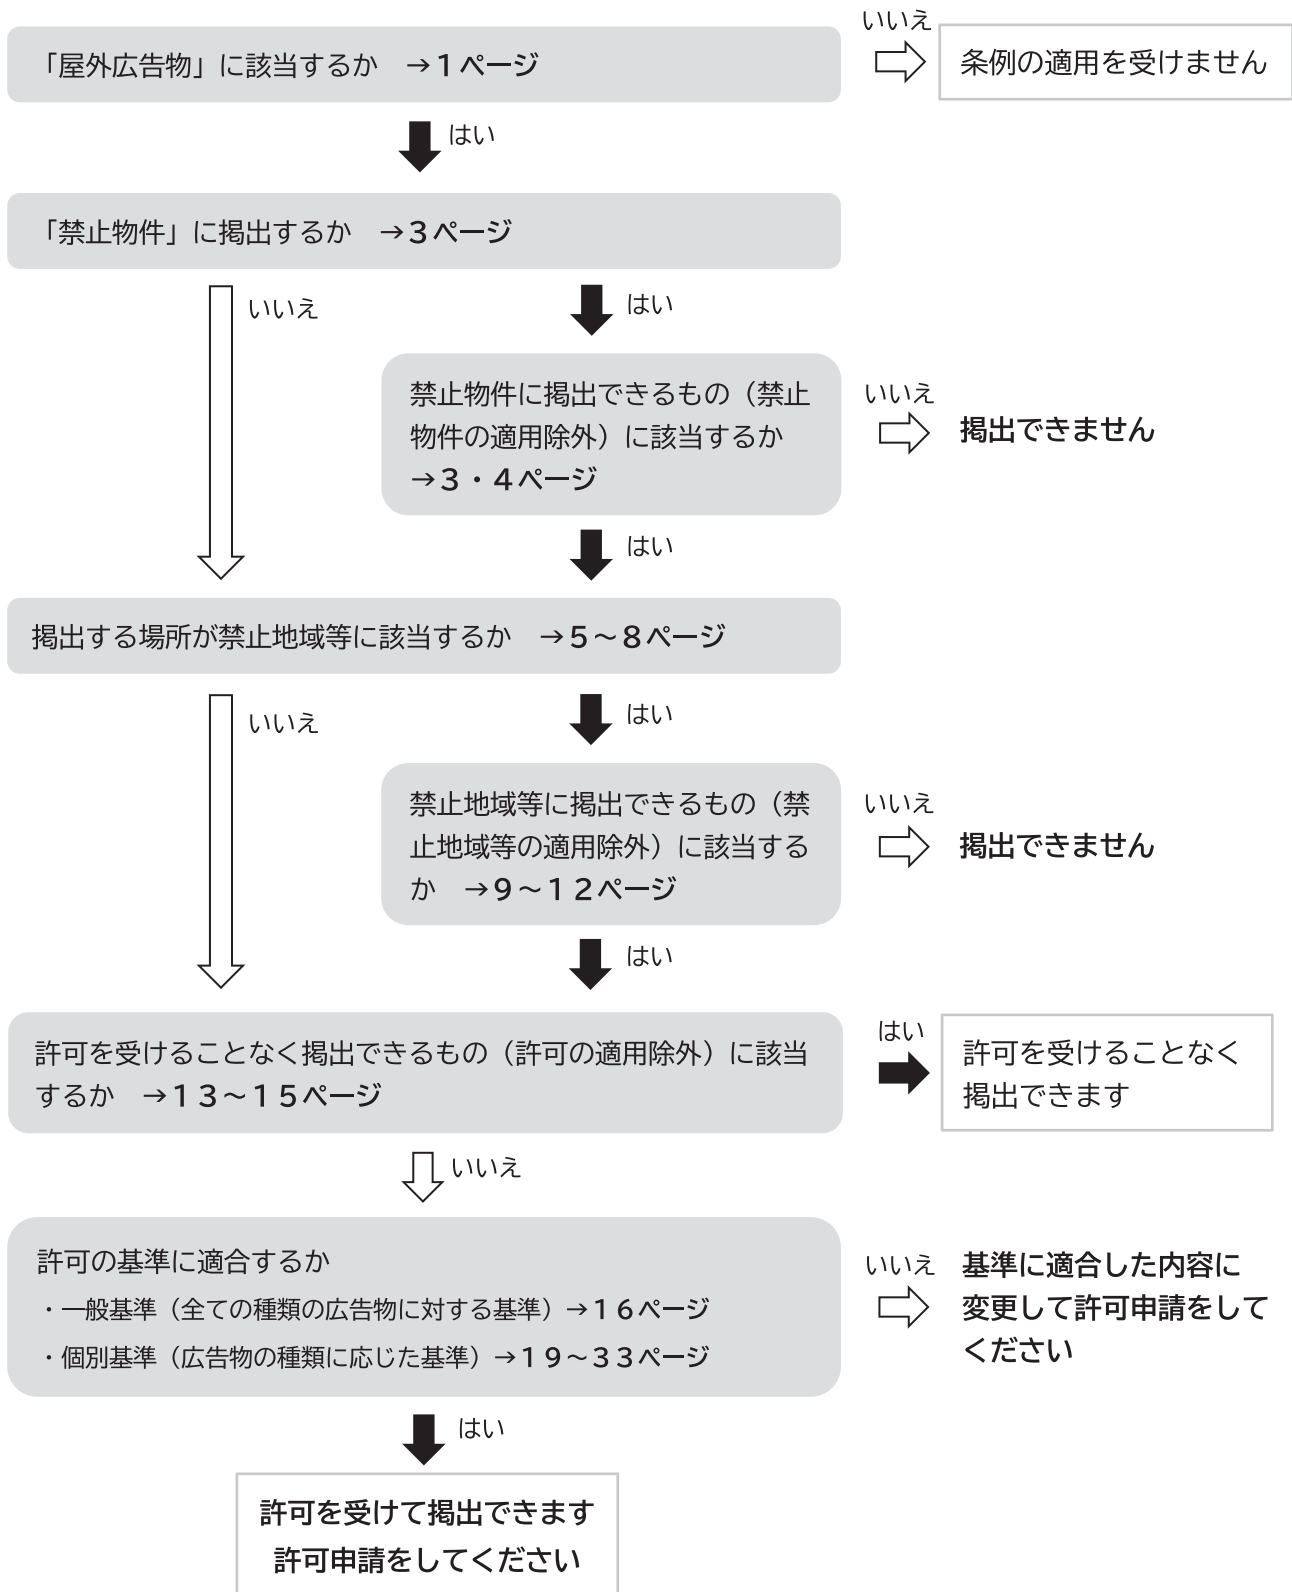 「屋外広告物」に該当するか　→1ページ
いいえ
条例の適用を受けません
はい
「禁止物件」に掲出するか　→3ページ
いいえ
はい
禁止物件に掲出できるもの（禁止
物件の適用除外）に該当するか
→3・4ページ
いいえ
掲出できません
はい
掲出する場所が禁止地域等に該当するか　→5～8ページ
いいえ
はい
禁止地域等に掲出できるもの（禁
止地域等の適用除外）に該当する
か　→9～12ページ
いいえ
掲出できません
はい
許可を受けることなく掲出できるもの（許可の適用除外）に該当
するか　→13～15ページ
はい
許可を受けることなく
掲出できます
いいえ
許可の基準に適合するか
・一般基準（全ての種類の広告物に対する基準）→16ページ
・個別基準（広告物の種類に応じた基準）→19～33ページ
いいえ
基準に適合した内容に
変更して許可申請をして
ください
はい
許可を受けて掲出できます
許可申請をしてください